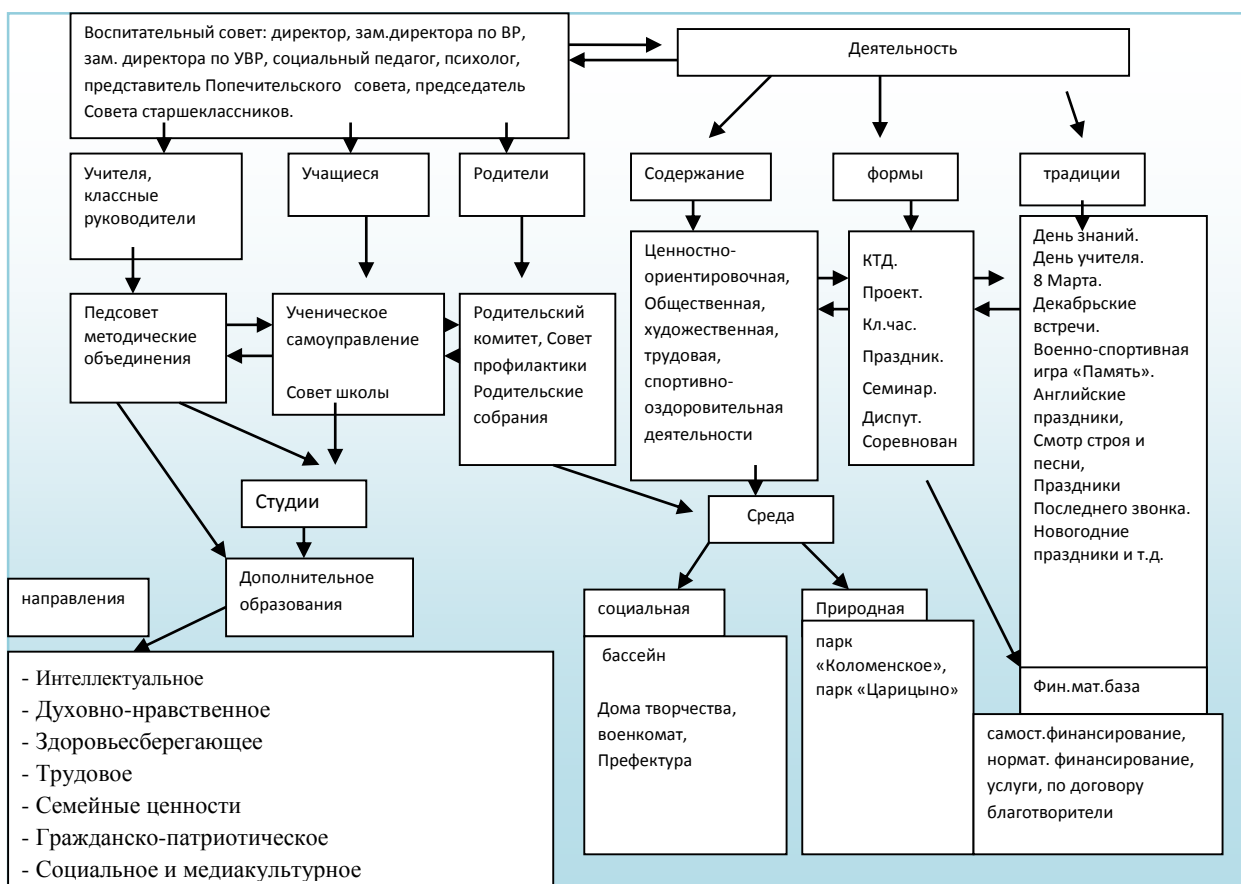 Воспитательный совет: директор, зам.директора по ВР,
зам. директора по УВР, социальный педагог, психолог,
представитель Попечительского совета, председатель
Совета старшеклассников.
Деятельность
Учителя,
классные
руководители
Учащиеся
Родители
Содержание
формы
традиции
Педсовет
методические
объединения
Ученическое
самоуправление
Совет школы
Родительский
комитет, Совет
профилактики
Родительские
собрания
Ценностно-
ориентировочная,
Общественная,
художественная,
трудовая,
спортивно-
оздоровительная
деятельности
КТД.
Проект.
Кл.час.
Праздник.
Семинар.
Диспут.
Соревнован
День знаний.
День учителя.
8 Марта.
Декабрьские
встречи.
Военно-спортивная
игра «Память».
Английские
праздники,
Смотр строя и
песни,
Праздники
Последнего звонка.
Новогодние
праздники и т.д.
Студии
Среда
Дополнительное
образования
направления
- Интеллектуальное
- Духовно-нравственное
- Здоровьесберегающее
- Трудовое
- Семейные ценности
- Гражданско-патриотическое
- Социальное и медиакультурное
социальная
бассейн
Дома творчества,
военкомат,
Префектура
Природная
парк
«Коломенское»,
парк «Царицыно»
Фин.мат.база
самост.финансирование,
нормат. финансирование,
услуги, по договору
благотворители